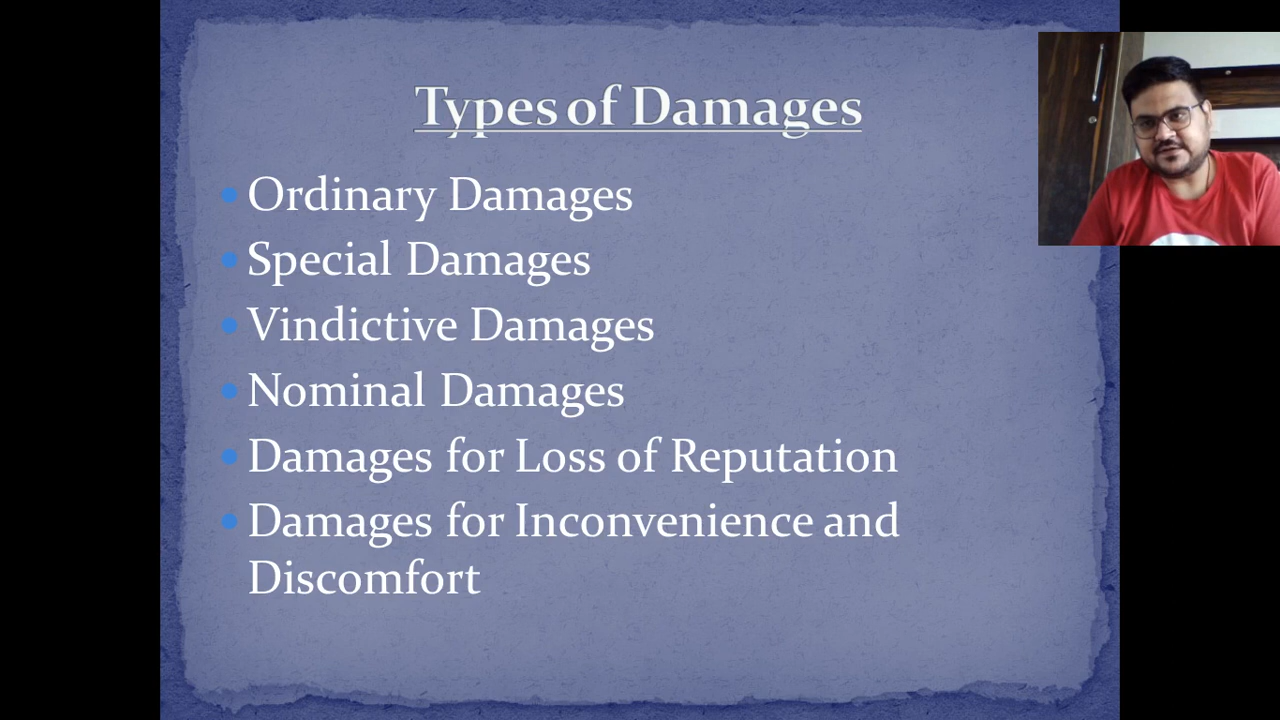 Types of Damages
Ordinary Damages
Special Damages
Vindictive Damages
Nominal Damages
Damages for Loss of Reputation
Damages for Inconvenience and
Discomfort